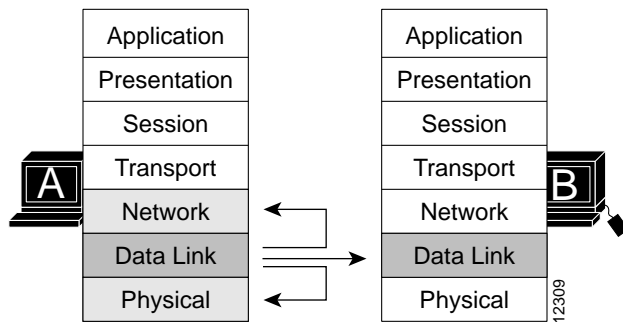 Application
Presentation
Session
Transport
Network
Data Link
Physical
A
Application
Presentation
Session
Transport
Network
Data Link
Physical
B
12309